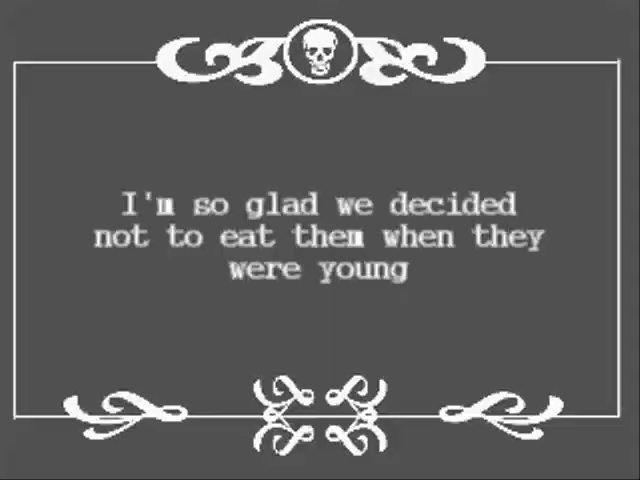 I'm so glad we decided
not to eat them when they
were young